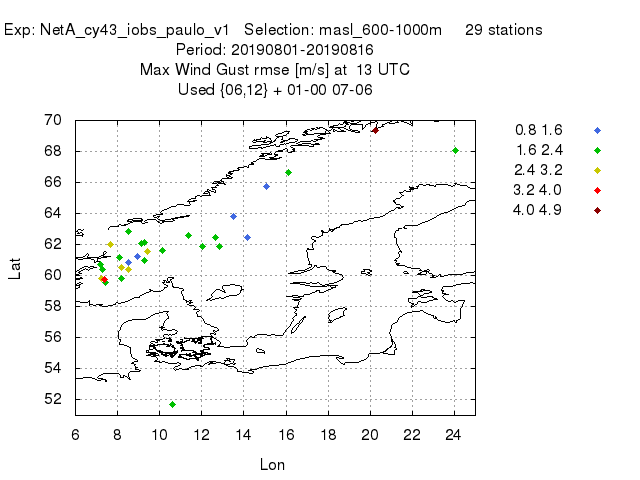 Exp: NetA_cy43_iobs_paulo_v1 Selection: masl_600-1000m 29 stations
Period: 20190801-20190816
Max Wind Gust rmse [m/s] at 13 UTC
Used {06,12} + 01-00 07-06
70
68
66
64
62
60
58
56
54
52
Lat
6 8 10 12 14 16 18 20 22 24
Lon
0.8 1.6
1.6 2.4
2.4 3.2
3.2 4.0
4.0 4.9